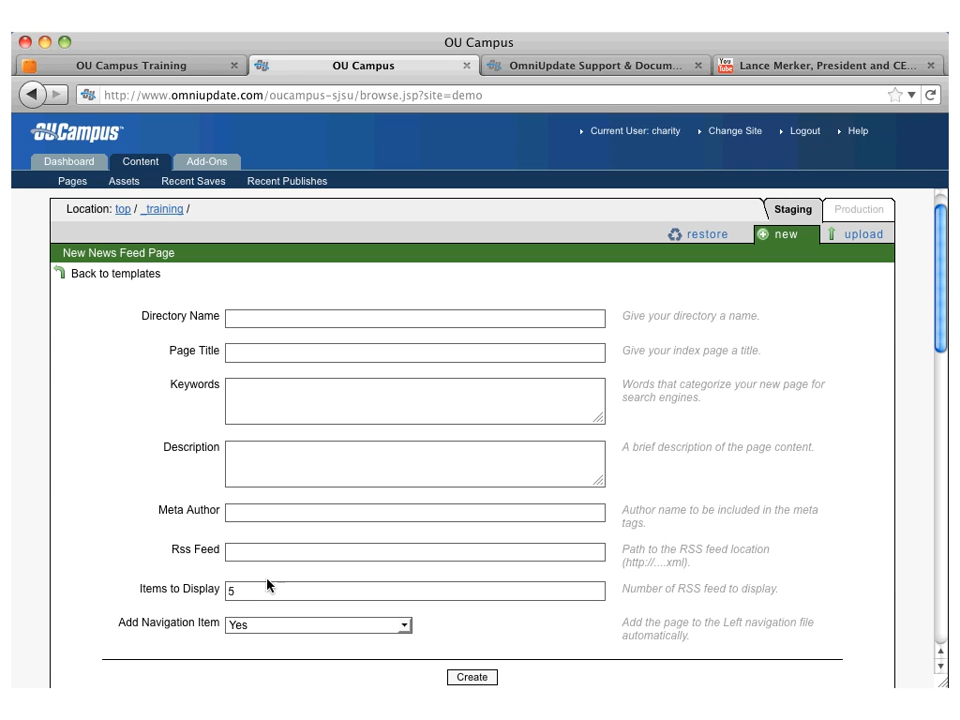 OU Campus
OU Campus Training
OU Campus
OmniUpdate Support & Docum...
Lance Merker, President and CE...
http://www.omniupdate.com/oucampus-sjsu/browse.jsp?site=demo
OUCampus
Current User: charity
Change Site
Logout
Help
Dashboard
Content
Add-Ons
Pages
Assets
Recent Saves
Recent Publishes
Location: top / _training /
Staging
Production
restore
new
upload
New News Feed Page
Back to templates
Directory Name
Give your directory a name.
Page Title
Give your index page a title.
Keywords
Words that categorize your new page for
search engines.
Description
A brief description of the page content.
Meta Author
Author name to be included in the meta
tags.
Rss Feed
Path to the RSS feed location
(http://....xml).
Items to Display
5
Number of RSS feed to display.
Add Navigation Item
Yes
Add the page to the Left navigation file
automatically.
Create